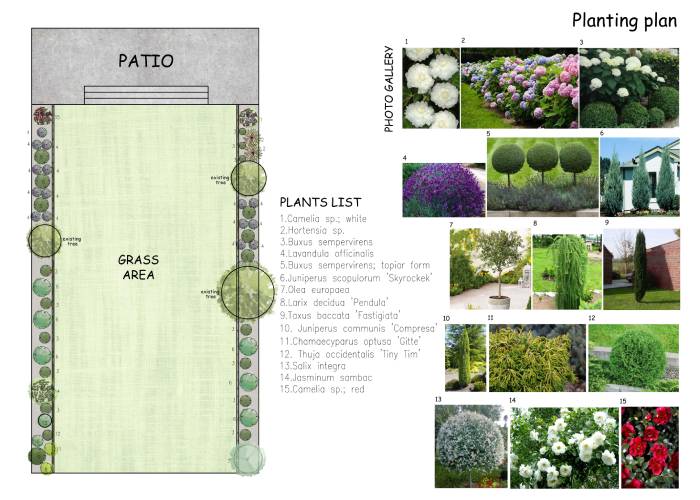 Planting plan
PATIO
PHOTO GALLERY
1
2
3
4
5
6
existing
tree
existing
tree
existing
tree
GRASS
AREA
PLANTS LIST
1.Camelia sp.; white
2.Hortensia sp.
3.Buxus sempervirens
4.Lavandula officinalis
5.Buxus sempervirens; topior form
6.Juniperus scopulorum 'Skyrockek'
7.Olea europaea
8.Larix decidua 'Pendula'
9.Taxus baccata 'Fastigiata'
10. Juniperus communis 'Compresa'
11.Chamaecyparus optusa 'Gitte'
12. Thuja occidentalis 'Tiny Tim'
13.Salix integra
14.Jasminum sambac
15.Camelia sp.; red
7
8
9
10
11
12
13
14
15